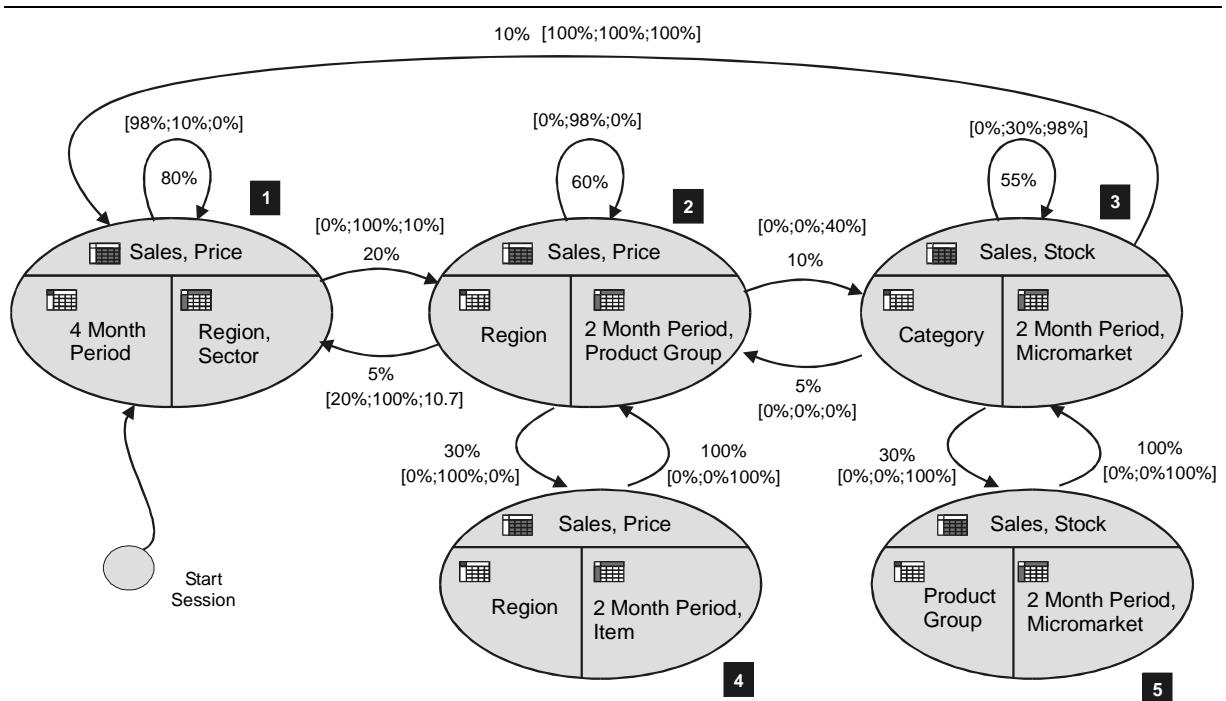 10% [100%;100%;100%]
[98%;10%;0%]
[0%;98%;0%]
[0%;30%;98%]
80%
60%
55%
1
2
3
[0%;100%;10%]
20%
[0%;0%;40%]
10%
Sales, Price
Sales, Price
Sales, Stock
4 Month
Period
Region,
Sector
Region
2 Month Period,
Product Group
Category
2 Month Period,
Micromarket
5%
[20%;100%;10.7]
5%
[0%;0%;0%]
30%
[0%;100%;0%]
100%
[0%;0%100%]
30%
[0%;0%;100%]
100%
[0%;0%100%]
Sales, Price
Sales, Stock
Region
2 Month Period,
Item
Product
Group
2 Month Period,
Micromarket
Start
Session
4
5